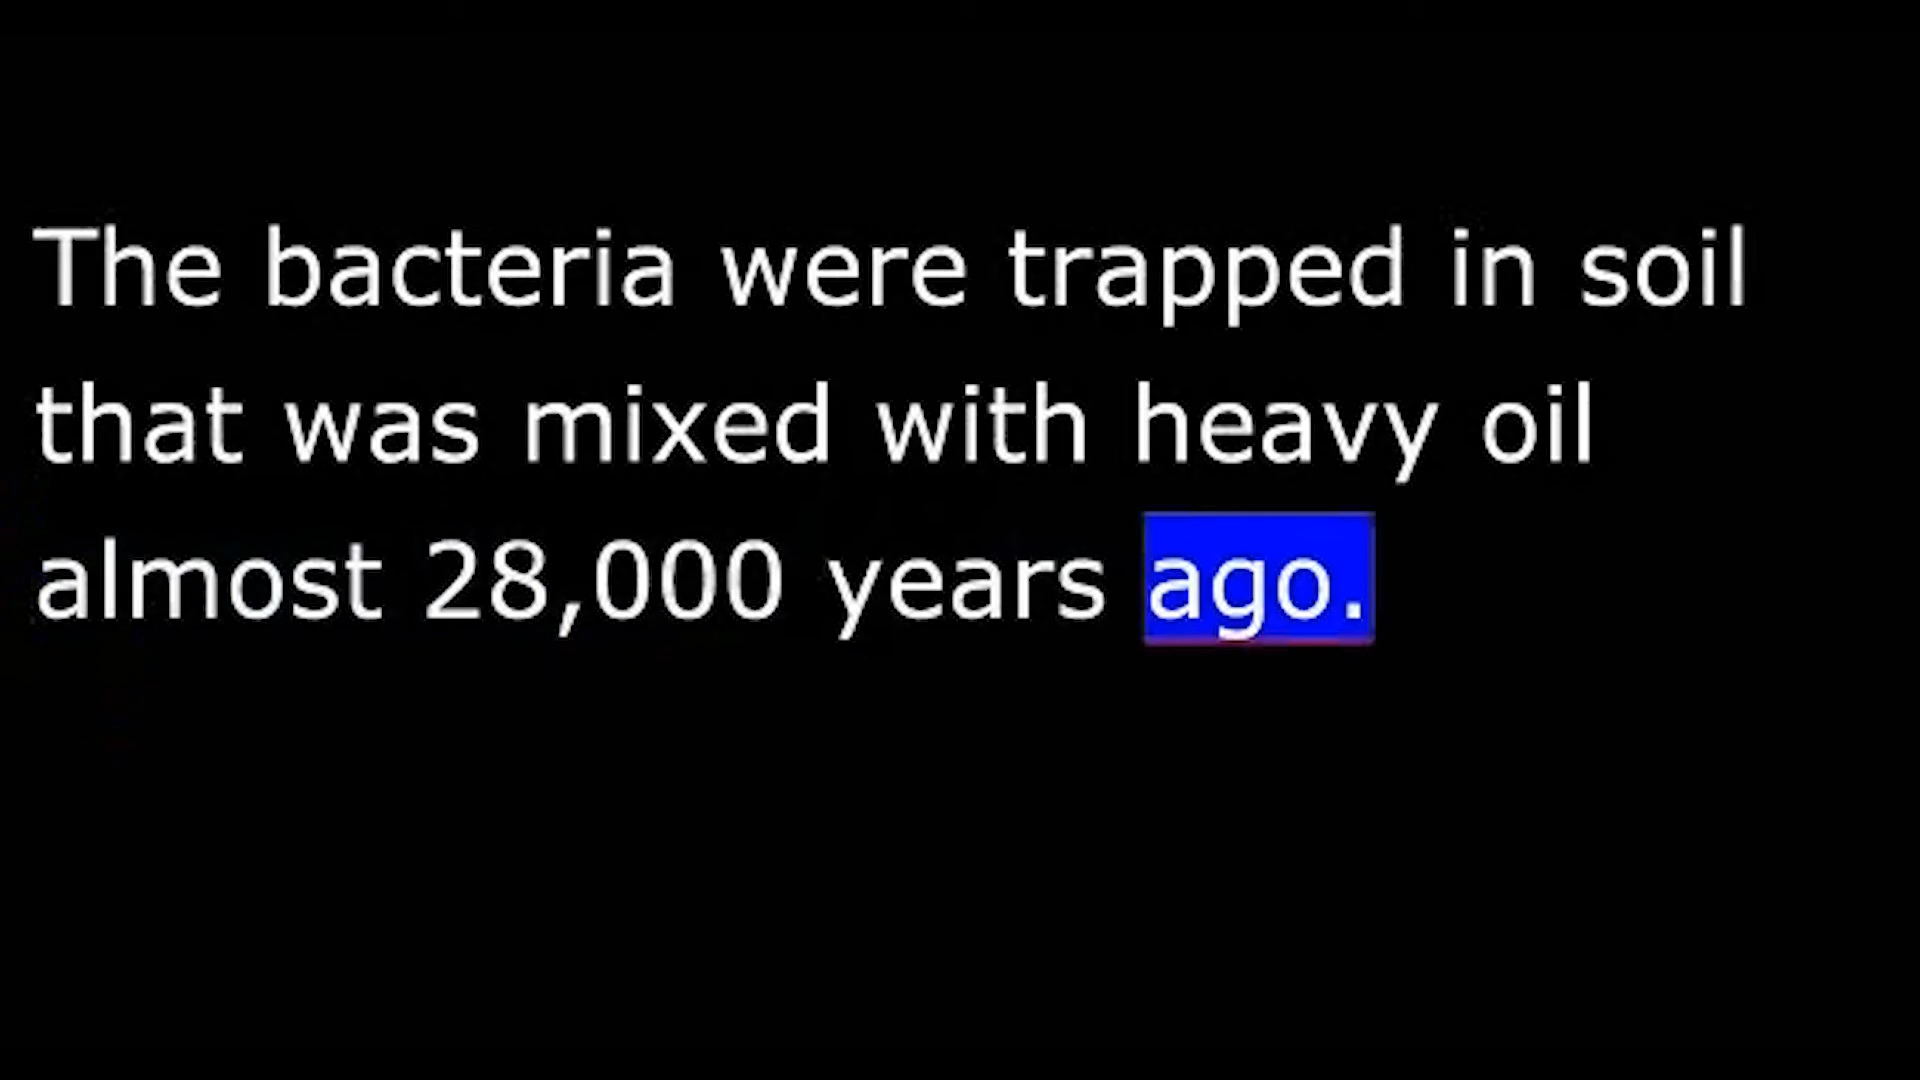 The bacteria were trapped in soil
that was mixed with heavy oil
almost 28,000 years ago.